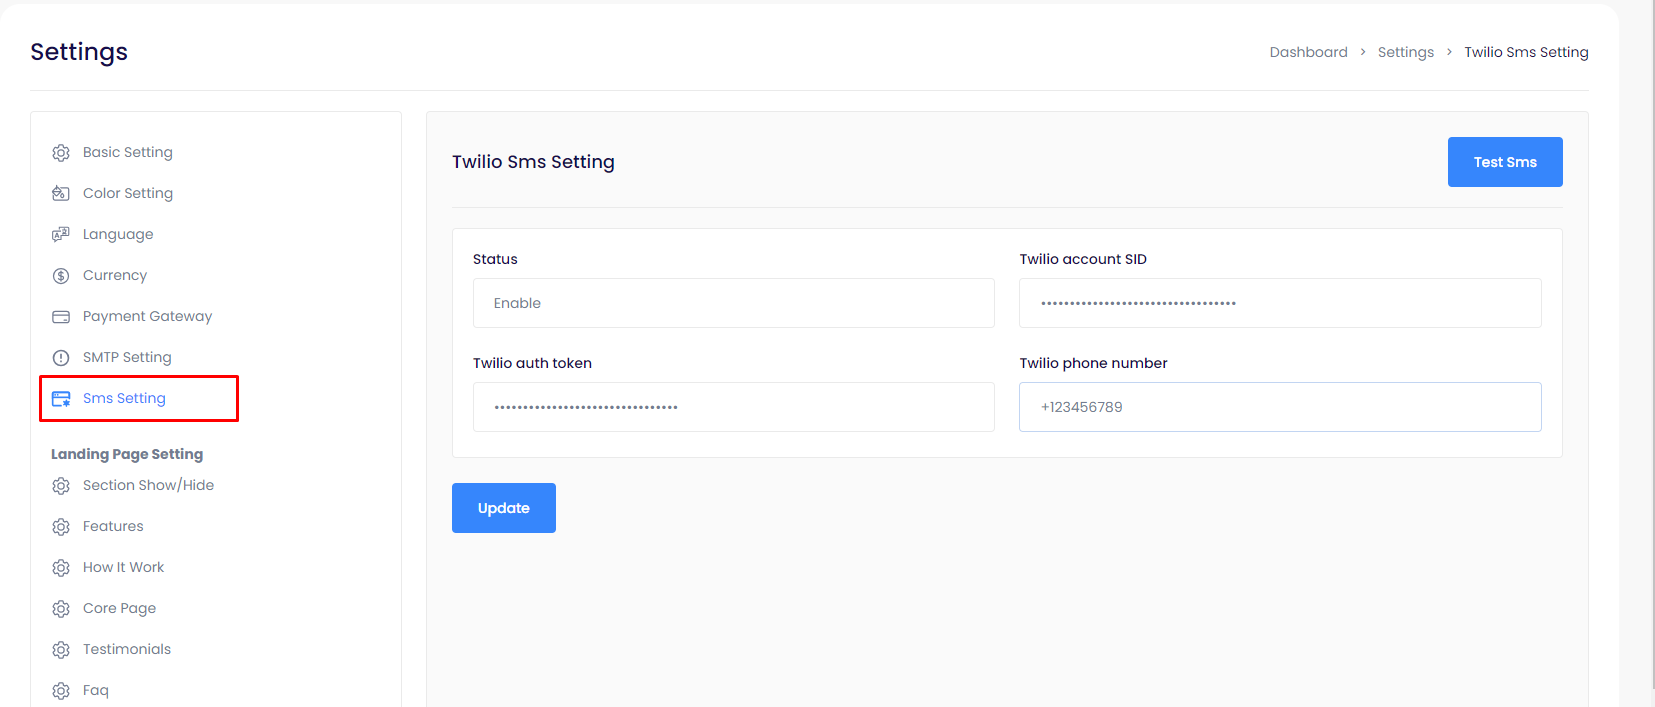 Settings
Dashboard > Settings > Twilio Sms Setting
Basic Setting
Color Setting
Language
Currency
Payment Gateway
SMTP Setting
Sms Setting
Landing Page Setting
Section Show/Hide
Features
How It Work
Core Page
Testimonials
Faq
Twilio Sms Setting
Test Sms
Status
Enable
Twilio account SID
••••••••••••••••••••••••••••••••••
Twilio auth token
••••••••••••••••••••••••••••••••
Twilio phone number
+123456789
Update